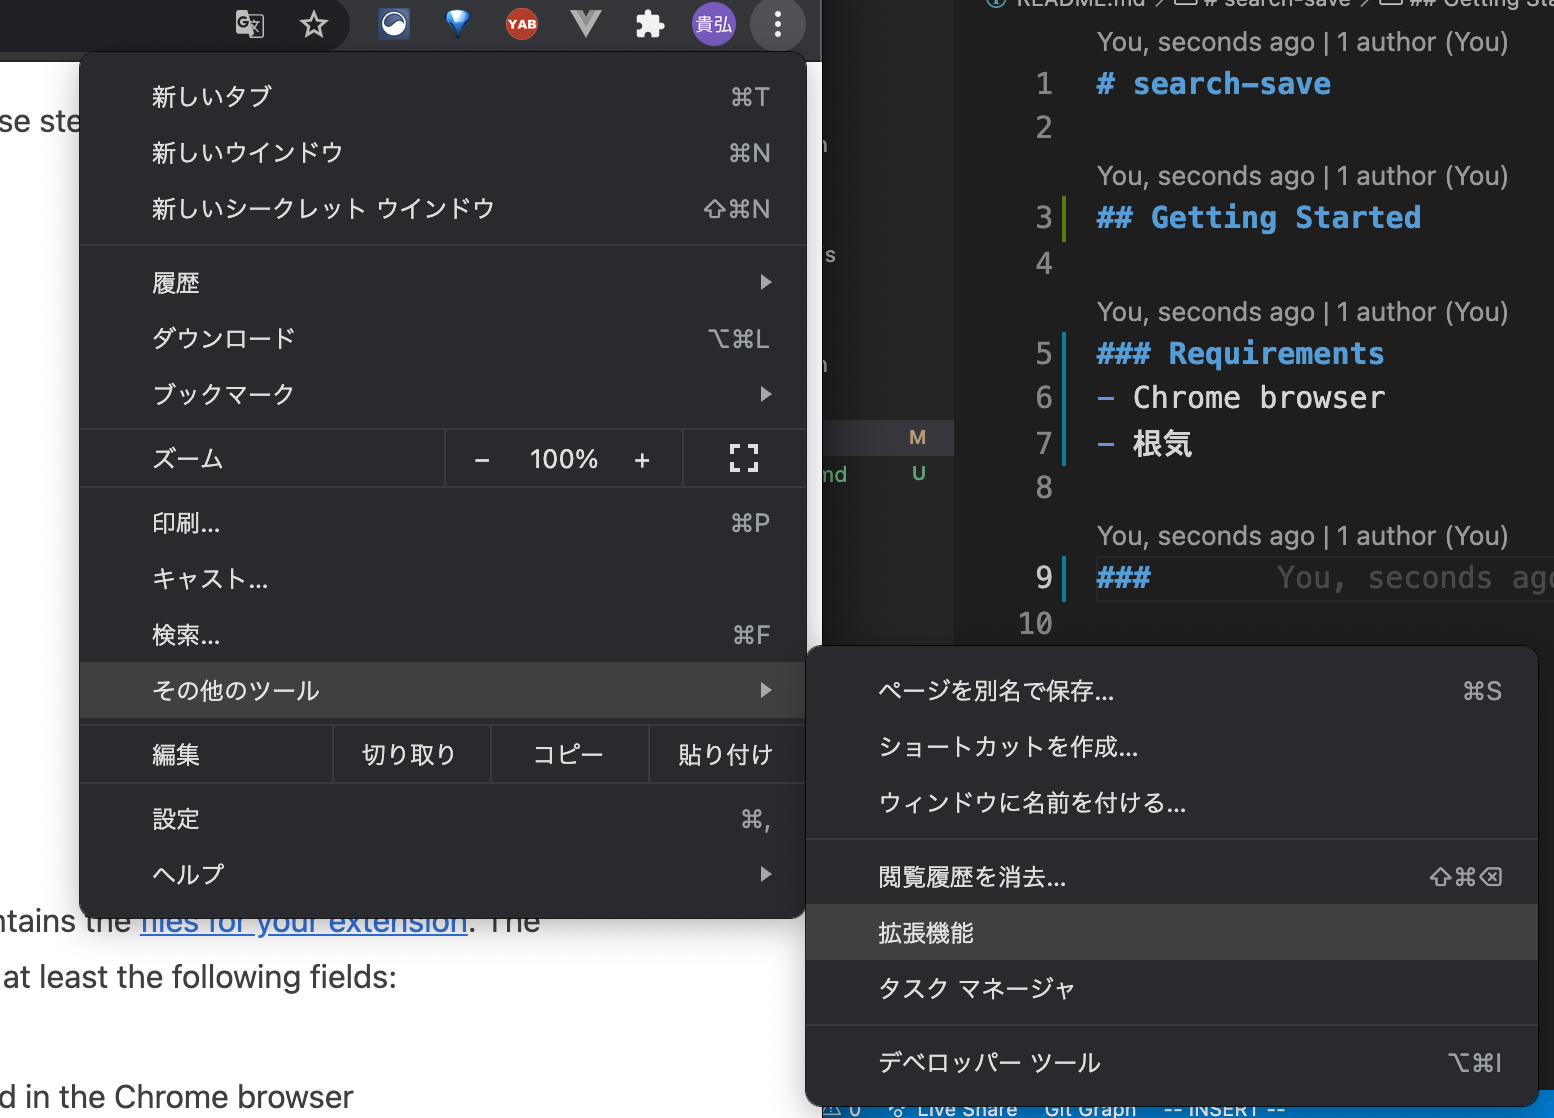 貴弘
YAB
新しいタブ ⌘T
新しいウインドウ ⌘N
新しいシークレット ウインドウ ⇧⌘N
履歴
ダウンロード ⌥⌘L
ブックマーク
ズーム － 100% ＋
印刷... ⌘P
キャスト...
検索... ⌘F
その他のツール
編集 切り取り コピー 貼り付け
設定 ⌘,
ヘルプ
ページを別名で保存... ⌘S
ショートカットを作成...
ウィンドウに名前を付ける...
閲覧履歴を消去... ⇧⌘⌫
拡張機能
タスク マネージャ
デベロッパー ツール ⌥⌘I
files for your extension. The
at least the following fields:
in the Chrome browser
README.md > # search-save > ## Getting
You, seconds ago | 1 author (You)
1 # search-save
2
You, seconds ago | 1 author (You)
3 ## Getting Started
4
You, seconds ago | 1 author (You)
5 ### Requirements
6 - Chrome browser
7 - 根気
8
You, seconds ago | 1 author (You)
9 ### You, seconds ago
10
M
md U
0 Live Share Git Graph -- INSERT --